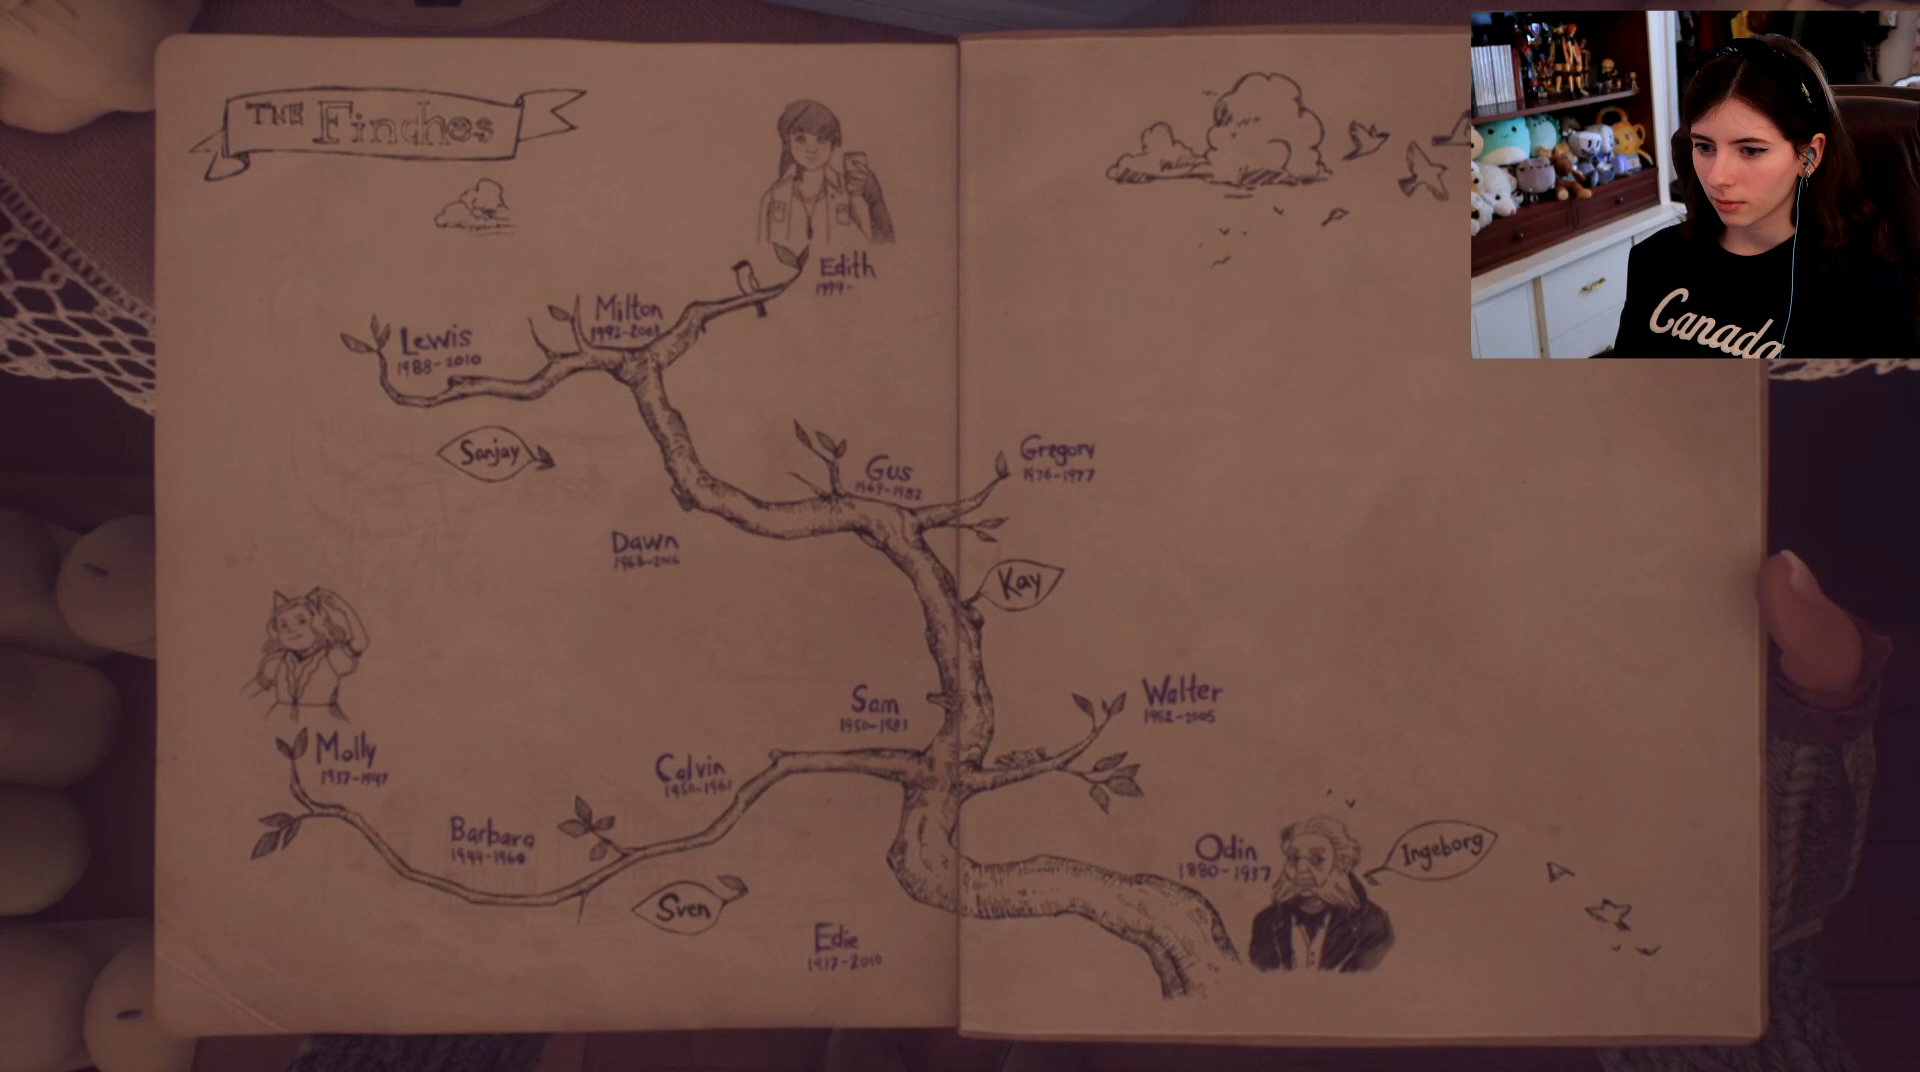 THE Finches
Edith
1999-
Milton
1992-2003
Lewis
1988-2010
Sanjay
Gregory
1976-1977
Gus
1969-1982
Dawn
1968-2016
Kay
Sam
1950-1983
Walter
1952-2005
Calvin
1950-1961
Molly
1937-1947
Barbara
1944-1960
Sven
Edie
1917-2010
Odin
1880-1937
Ingeborg
Canada